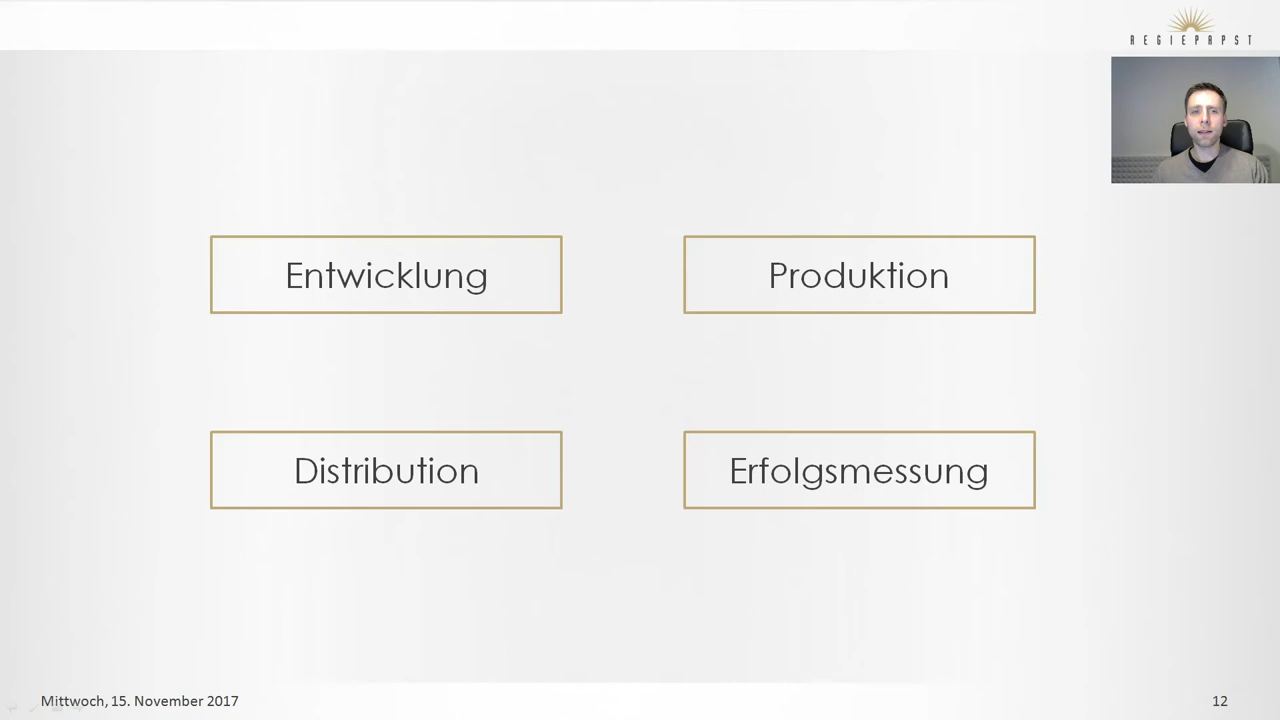 REGIEPAPST
Entwicklung
Produktion
Distribution
Erfolgsmessung
Mittwoch, 15. November 2017
12